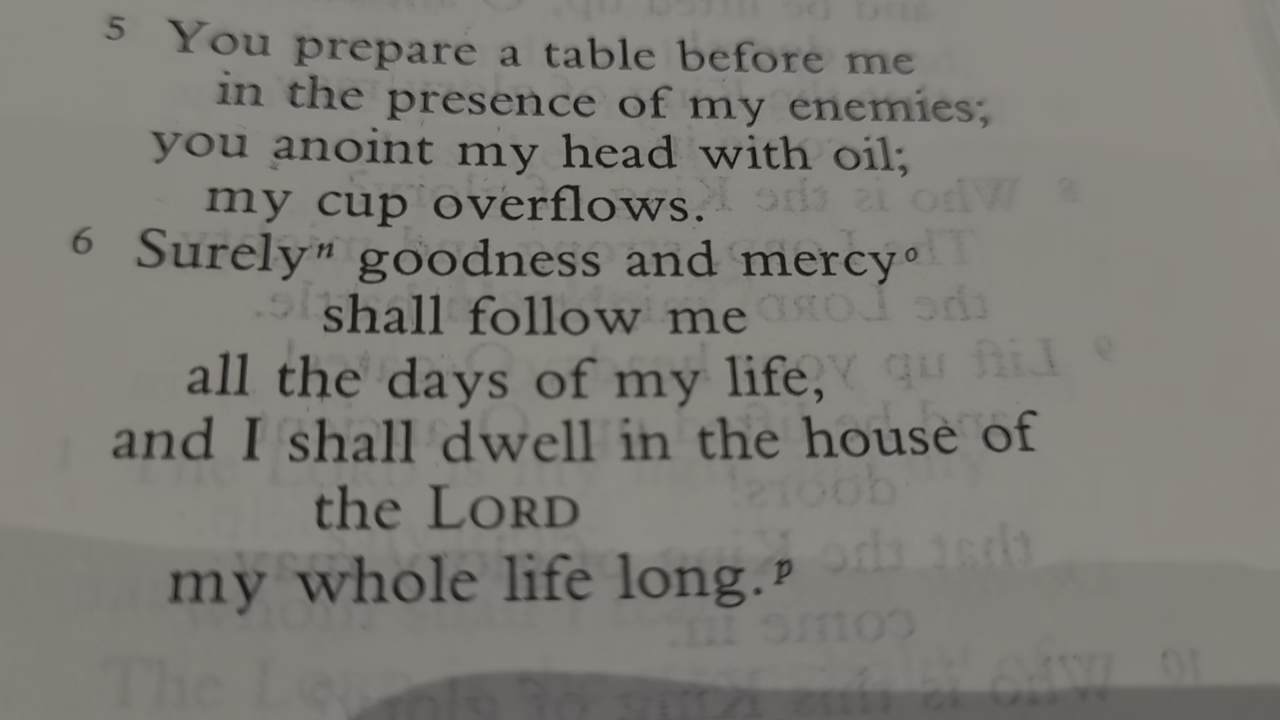 5 You prepare a table before me
in the presence of my enemies;
you anoint my head with oil;
my cup overflows.
6 Surelyⁿ goodness and mercyᵒ
shall follow me
all the days of my life,
and I shall dwell in the house of
the LORD
my whole life long.ᵖ